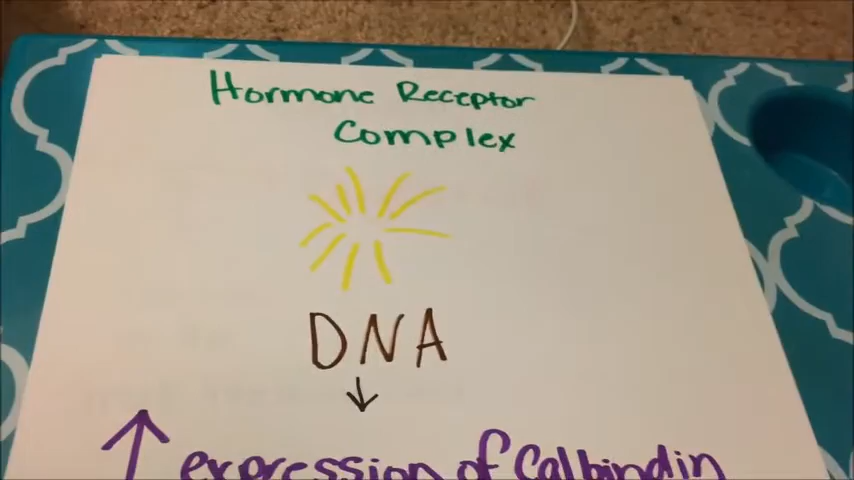 Hormone Receptor
Complex
DNA
↓
↑ expression of Calbindin